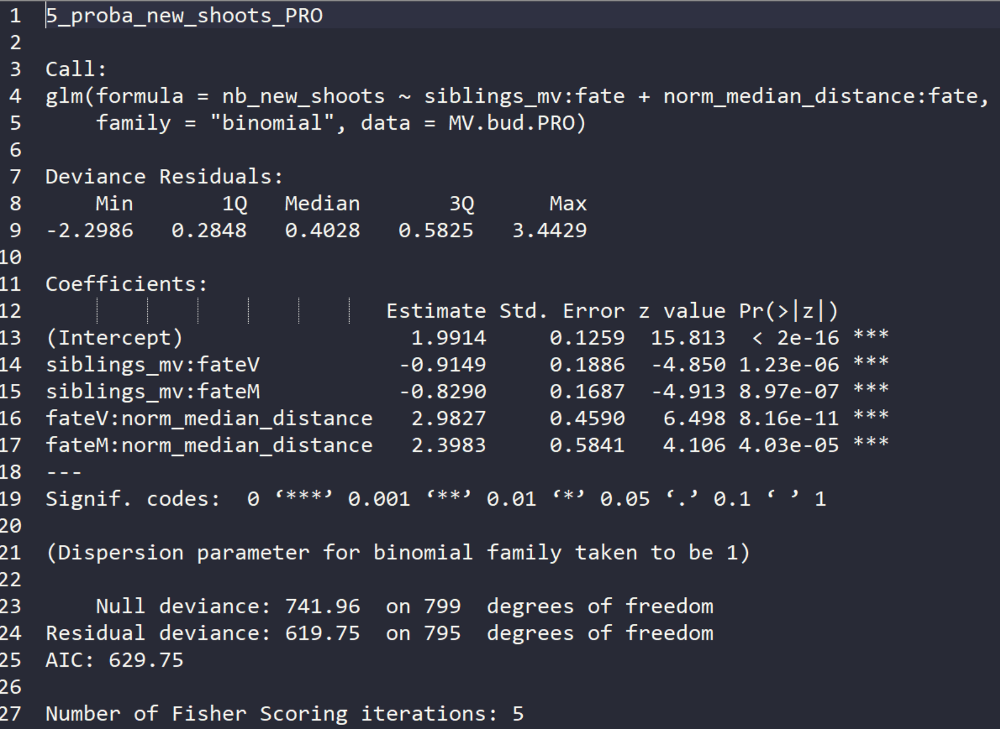 1 5_proba_new_shoots_PRO
2
3 Call:
4 glm(formula = nb_new_shoots ~ siblings_mv:fate + norm_median_distance:fate,
5     family = "binomial", data = MV.bud.PRO)
6
7 Deviance Residuals:
8     Min       1Q   Median       3Q      Max
9 -2.2986   0.2848   0.4028   0.5825   3.4429
10
11 Coefficients:
12                            Estimate Std. Error z value Pr(>|z|)
13 (Intercept)                  1.9914     0.1259  15.813  < 2e-16 ***
14 siblings_mv:fateV           -0.9149     0.1886  -4.850 1.23e-06 ***
15 siblings_mv:fateM           -0.8290     0.1687  -4.913 8.97e-07 ***
16 fateV:norm_median_distance   2.9827     0.4590   6.498 8.16e-11 ***
17 fateM:norm_median_distance   2.3983     0.5841   4.106 4.03e-05 ***
18 ---
19 Signif. codes:  0 ‘***’ 0.001 ‘**’ 0.01 ‘*’ 0.05 ‘.’ 0.1 ‘ ’ 1
20
21 (Dispersion parameter for binomial family taken to be 1)
22
23     Null deviance: 741.96  on 799  degrees of freedom
24 Residual deviance: 619.75  on 795  degrees of freedom
25 AIC: 629.75
26
27 Number of Fisher Scoring iterations: 5